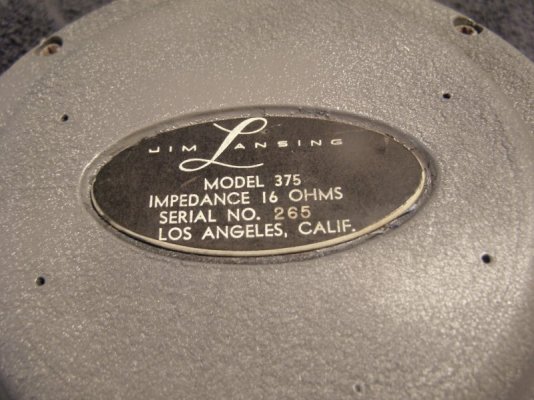 JIM LANSING
MODEL 375
IMPEDANCE 16 OHMS
SERIAL NO. 265
LOS ANGELES, CALIF.